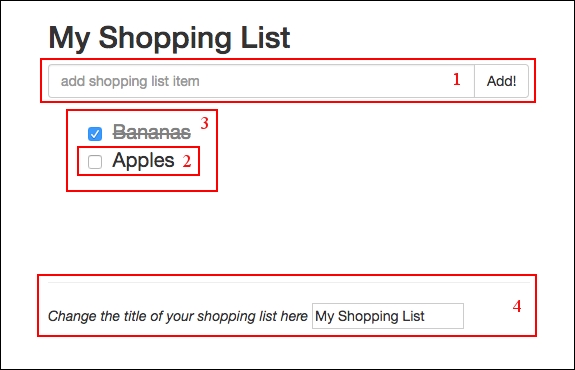 My Shopping List
add shopping list item 1 Add!
Bananas 3
Apples 2
4
Change the title of your shopping list here My Shopping List